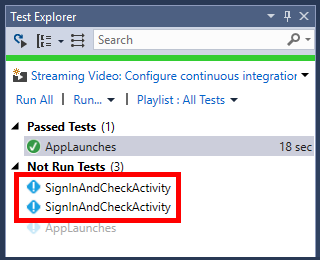 Test Explorer
Search
Streaming Video: Configure continuous integration
Run All | Run... | Playlist : All Tests
Passed Tests (1)
AppLaunches 18 sec
Not Run Tests (3)
SignInAndCheckActivity
SignInAndCheckActivity
AppLaunches